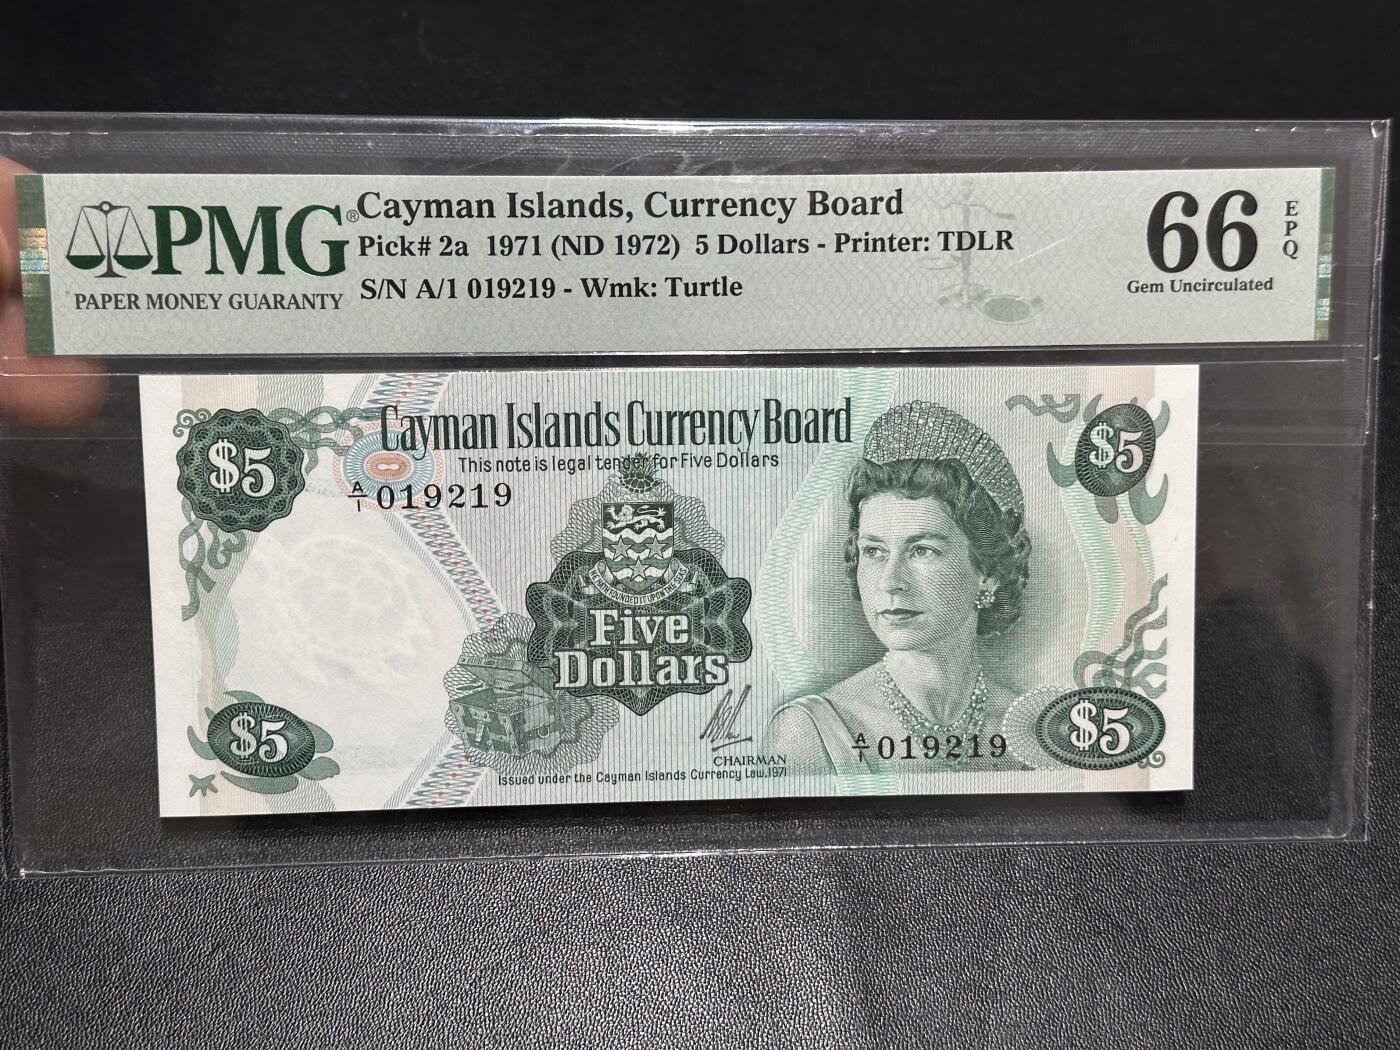 PMG®
PAPER MONEY GUARANTY
Cayman Islands, Currency Board
Pick# 2a 1971 (ND 1972) 5 Dollars - Printer: TDLR
S/N A/1 019219 - Wmk: Turtle
66
EPQ
Gem Uncirculated
$5
Cayman Islands Currency Board
This note is legal tender for Five Dollars
A/1 019219
$5
Five
Dollars
$5
CHAIRMAN
Issued under the Cayman Islands Currency Law, 1971
A/1 019219
$5